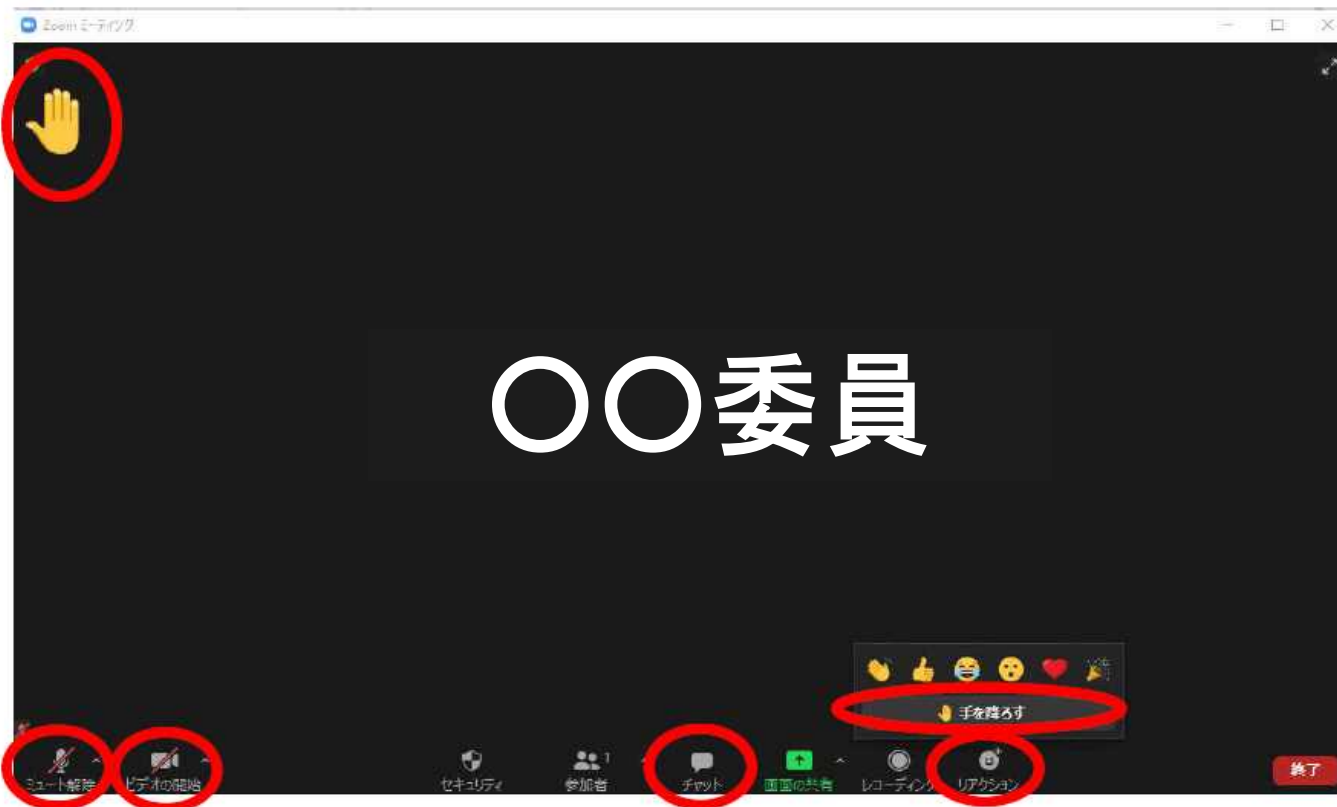 Zoom ミーティング
〇〇委員
手を降ろす
ミュート解除
ビデオの開始
セキュリティ
参加者
1
チャット
画面の共有
レコーディング
リアクション
終了